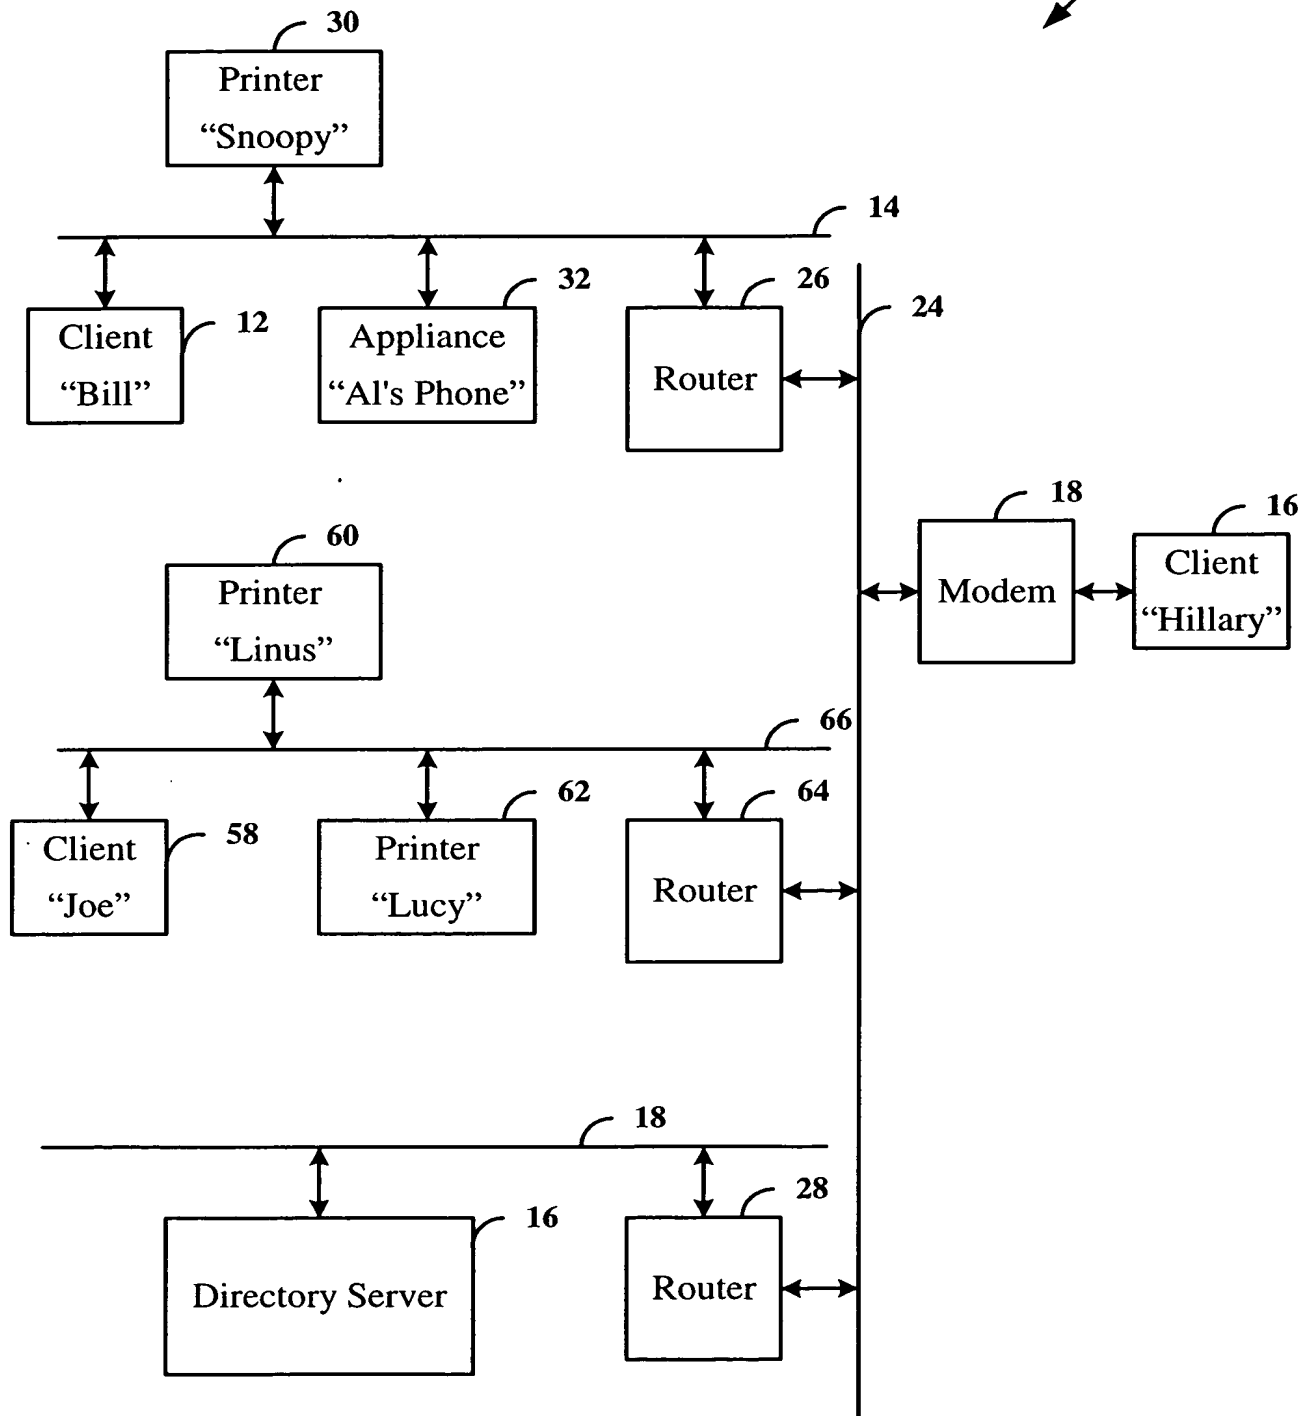 30
Printer
“Snoopy”
14
32
26
24
12
Client
“Bill”
Appliance
“Al's Phone”
Router
18
16
60
Printer
“Linus”
Modem
Client
“Hillary”
66
62
64
58
Client
“Joe”
Printer
“Lucy”
Router
18
28
16
Directory Server
Router